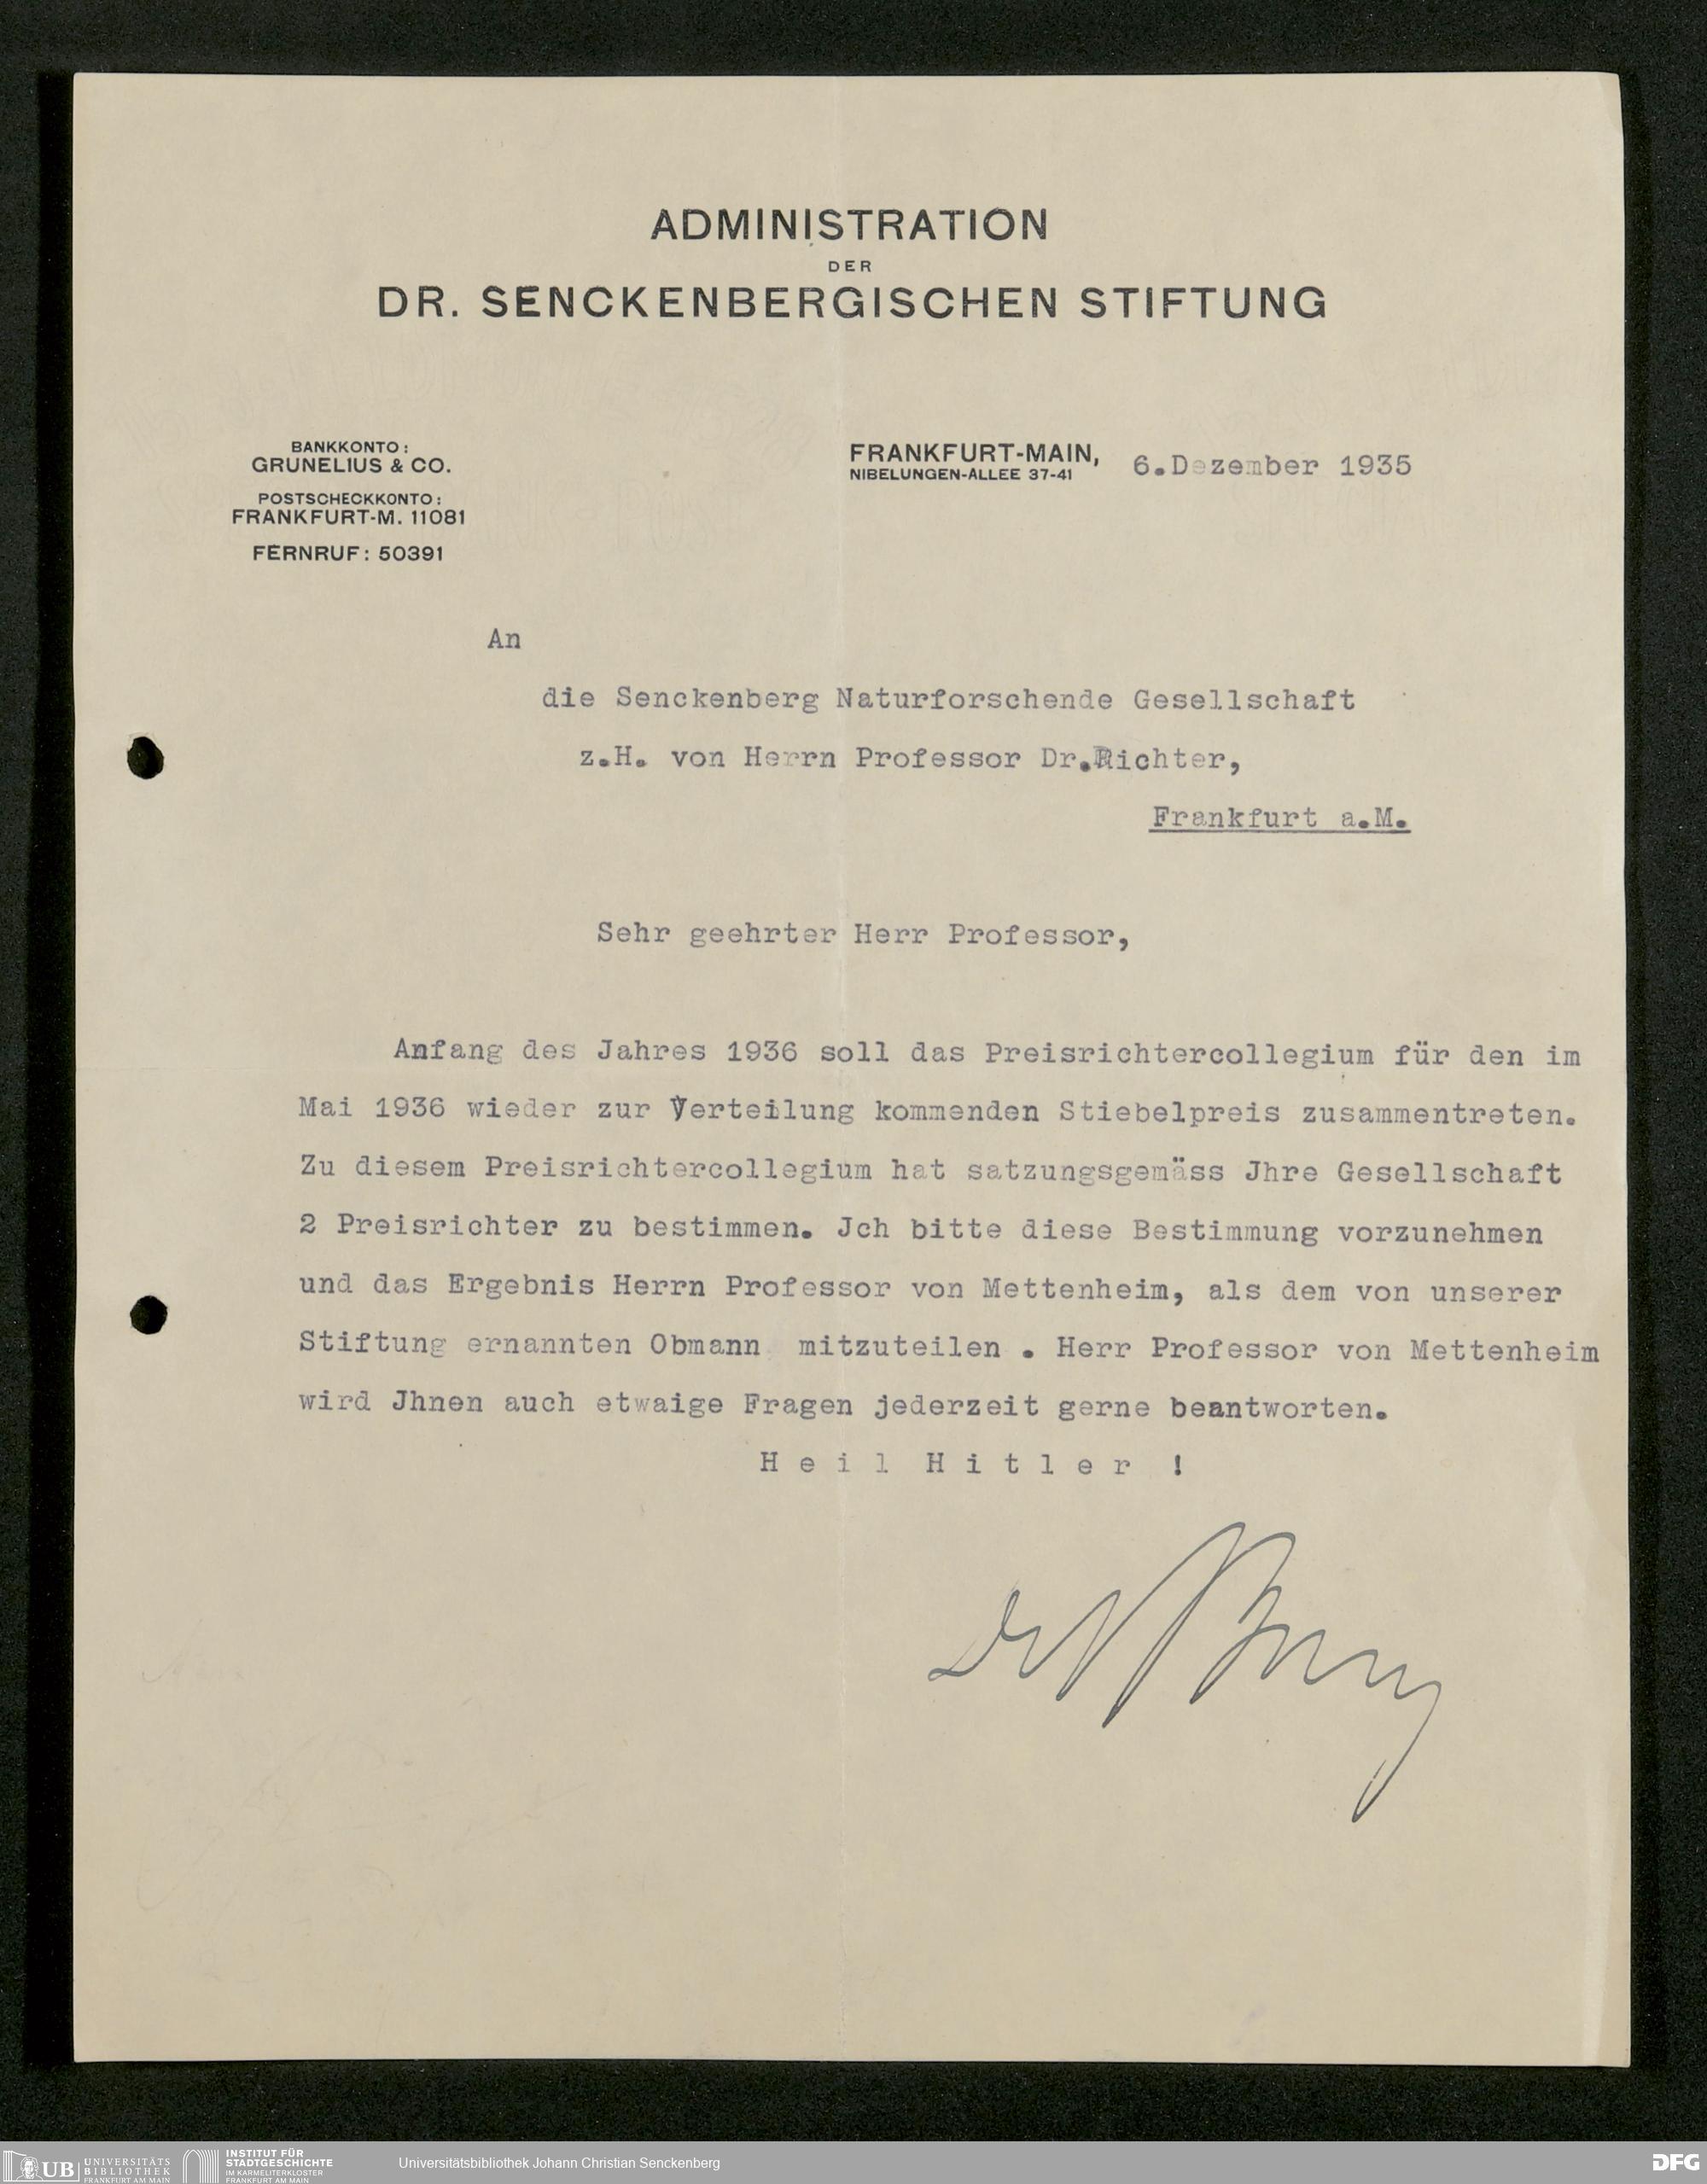 ADMINISTRATION
DER
DR. SENCKENBERGISCHEN STIFTUNG
BANKKONTO:
GRUNELIUS & CO.
POSTSCHECKKONTO:
FRANKFURT-M. 11081
FERNRUF: 50391
FRANKFURT-MAIN,
NIBELUNGEN-ALLEE 37-41
6.Dezember 1935
An
die Senckenberg Naturforschende Gesellschaft
z.H. von Herrn Professor Dr.Richter,
Frankfurt a.M.
Sehr geehrter Herr Professor,
Anfang des Jahres 1936 soll das Preisrichtercollegium für den im
Mai 1936 wieder zur Verteilung kommenden Stiebelpreis zusammentreten.
Zu diesem Preisrichtercollegium hat satzungsgemäss Jhre Gesellschaft
2 Preisrichter zu bestimmen. Jch bitte diese Bestimmung vorzunehmen
und das Ergebnis Herrn Professor von Mettenheim, als dem von unserer
Stiftung ernannten Obmann mitzuteilen . Herr Professor von Mettenheim
wird Jhnen auch etwaige Fragen jederzeit gerne beantworten.
H e i l H i t l e r !
UB UNIVERSITÄTS
BIBLIOTHEK
FRANKFURT AM MAIN
INSTITUT FÜR
STADTGESCHICHTE
IM KARMELITERKLOSTER
FRANKFURT AM MAIN
Universitätsbibliothek Johann Christian Senckenberg
DFG